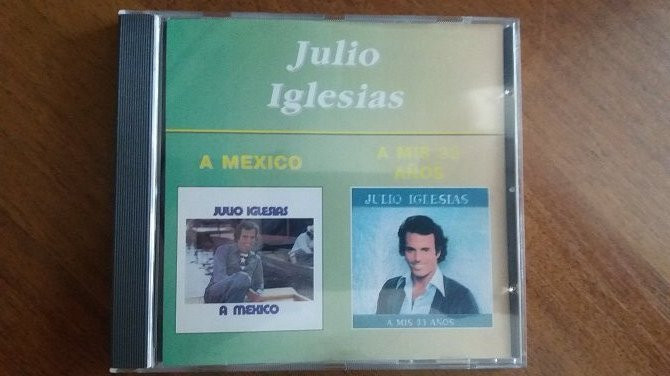 Julio
Iglesias
A MEXICO
A MIS 33
AÑOS
JULIO IGLESIAS
A MEXICO
JULIO IGLESIAS
A MIS 33 AÑOS